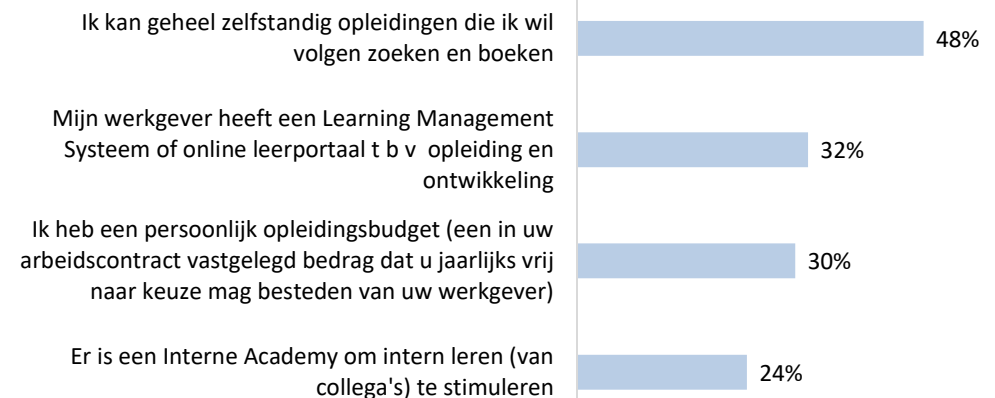 Ik kan geheel zelfstandig opleidingen die ik wil
volgen zoeken en boeken
48%
Mijn werkgever heeft een Learning Management
Systeem of online leerportaal t b v  opleiding en
ontwikkeling
32%
Ik heb een persoonlijk opleidingsbudget (een in uw
arbeidscontract vastgelegd bedrag dat u jaarlijks vrij
naar keuze mag besteden van uw werkgever)
30%
Er is een Interne Academy om intern leren (van
collega's) te stimuleren
24%